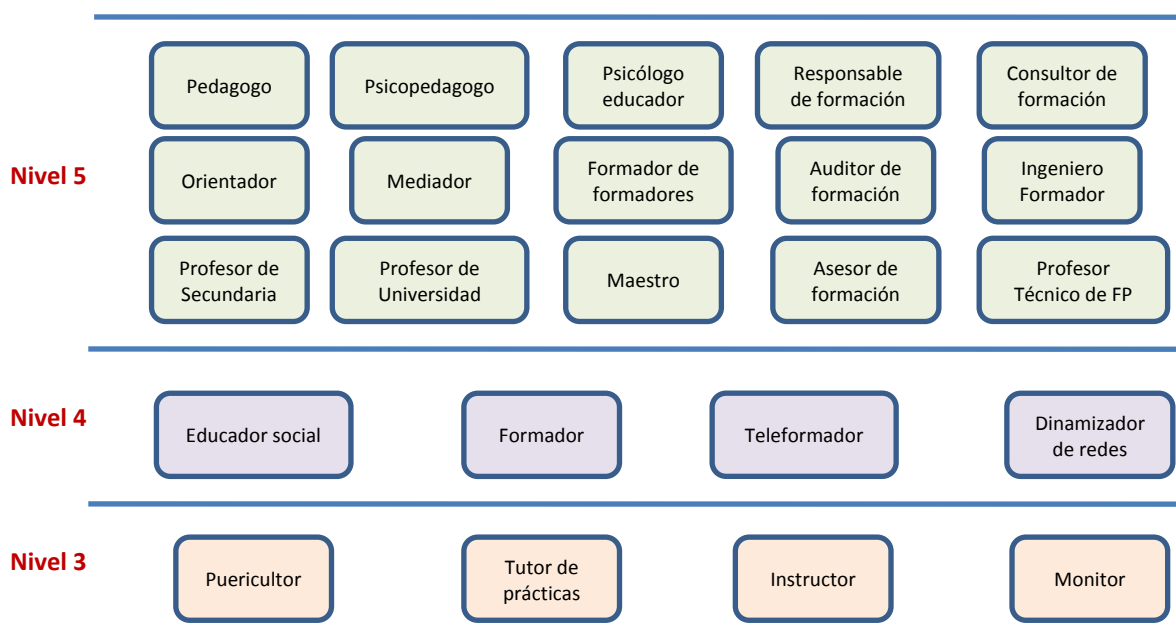 Pedagogo
Psicopedagogo
Psicólogo
educador
Responsable
de formación
Consultor de
formación
Nivel 5
Orientador
Mediador
Formador de
formadores
Auditor de
formación
Ingeniero
Formador
Profesor de
Secundaria
Profesor de
Universidad
Maestro
Asesor de
formación
Profesor
Técnico de FP
Nivel 4
Educador social
Formador
Teleformador
Dinamizador
de redes
Nivel 3
Puericultor
Tutor de
prácticas
Instructor
Monitor